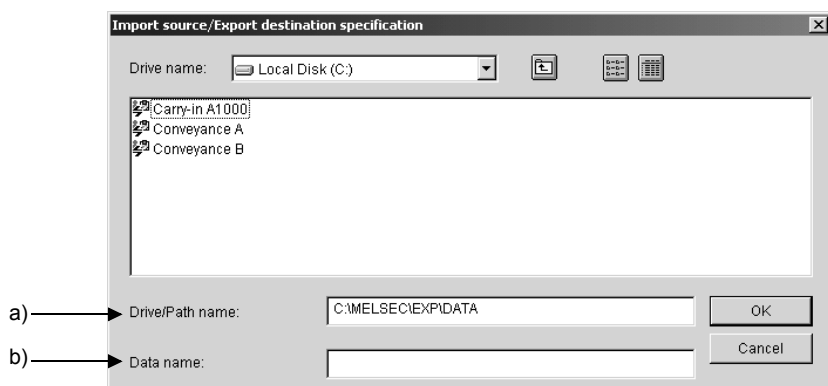 Import source/Export destination specification
Drive name: Local Disk (C:)
Carry-in A1000
Conveyance A
Conveyance B
a) Drive/Path name: C:\MELSEC\EXP\DATA OK
b) Data name: Cancel